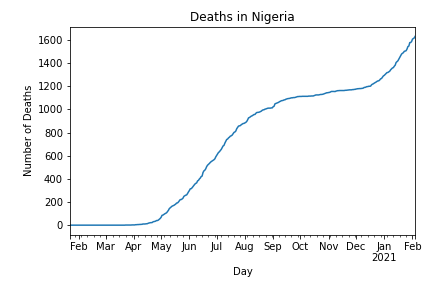 Deaths in Nigeria
Number of Deaths
1600
1400
1200
1000
800
600
400
200
0
Feb Mar Apr May Jun Jul Aug Sep Oct Nov Dec Jan Feb
2021
Day